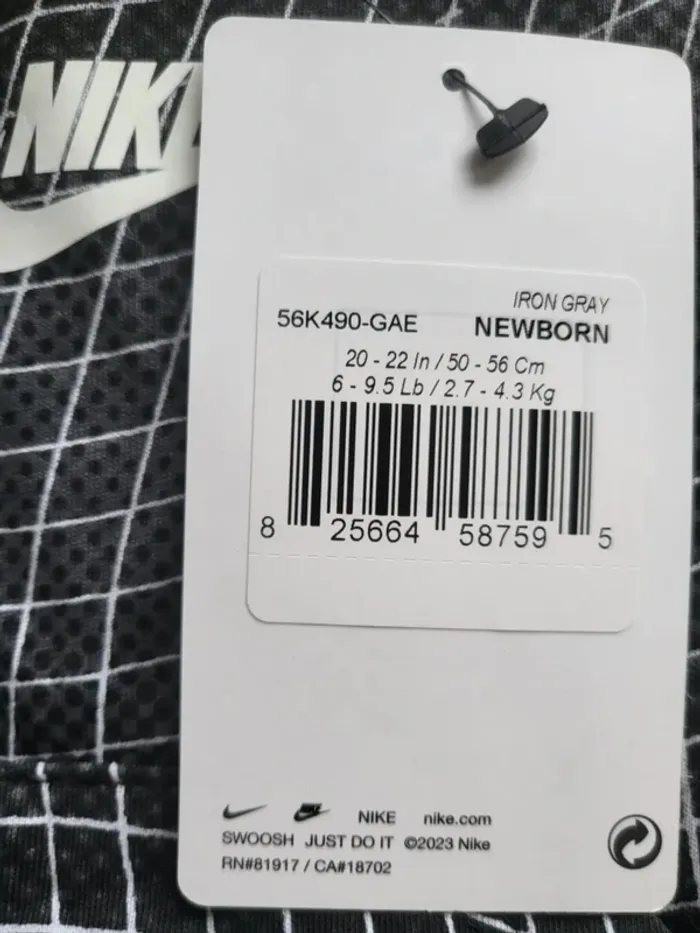 NIK
IRON GRAY
56K490-GAE NEWBORN
20 - 22 In / 50 - 56 Cm
6 - 9.5 Lb / 2.7 - 4.3 Kg
8 25664 58759 5
NIKE nike.com
SWOOSH JUST DO IT ©2023 Nike
RN#81917 / CA#18702